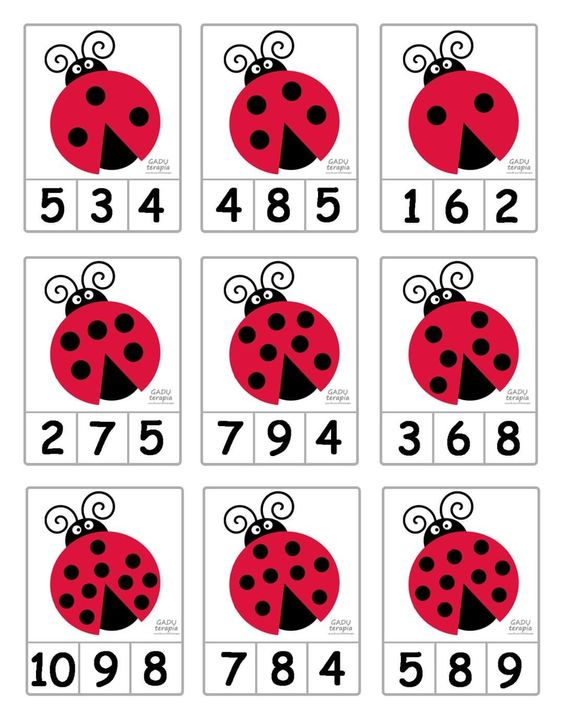 GADU
terapia
GADU
terapia
GADU
terapia
5 3 4
4 8 5
1 6 2
GADU
terapia
GADU
terapia
GADU
terapia
2 7 5
7 9 4
3 6 8
GADU
terapia
GADU
terapia
GADU
terapia
10 9 8
7 8 4
5 8 9